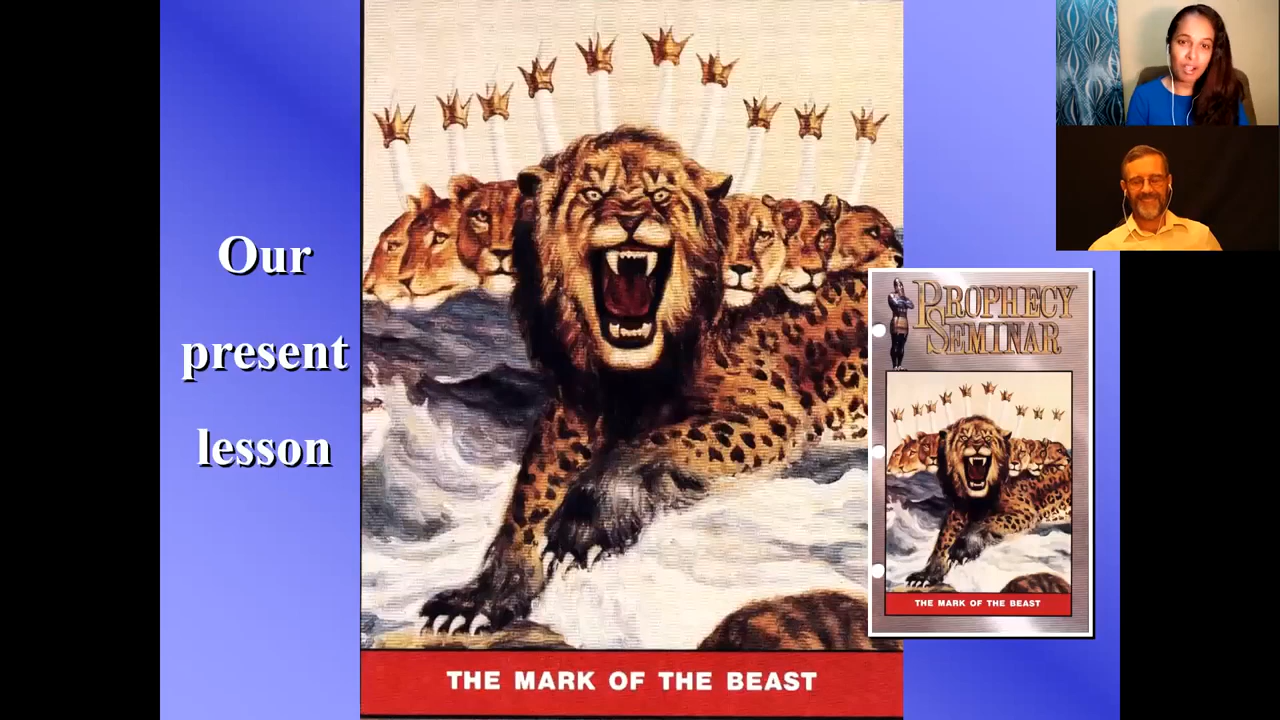 Our
present
lesson
THE MARK OF THE BEAST
PROPHECY
SEMINAR
THE MARK OF THE BEAST